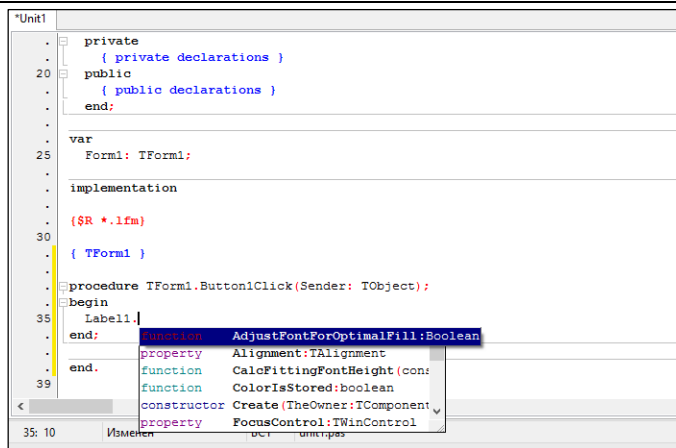 *Unit1
private
{ private declarations }
20 public
{ public declarations }
end;
var
25 Form1: TForm1;
implementation
{$R *.lfm}
30
{ TForm1 }
procedure TForm1.Button1Click(Sender: TObject);
begin
35 Label1.
end;
function AdjustFontForOptimalFill:Boolean
property Alignment:TAlignment
end.
function CalcFittingFontHeight(cons
39
function ColorIsStored:boolean
constructor Create(TheOwner:TComponent
property FocusControl:TWinControl
35: 10 Изменён ВСТ unit1.pas